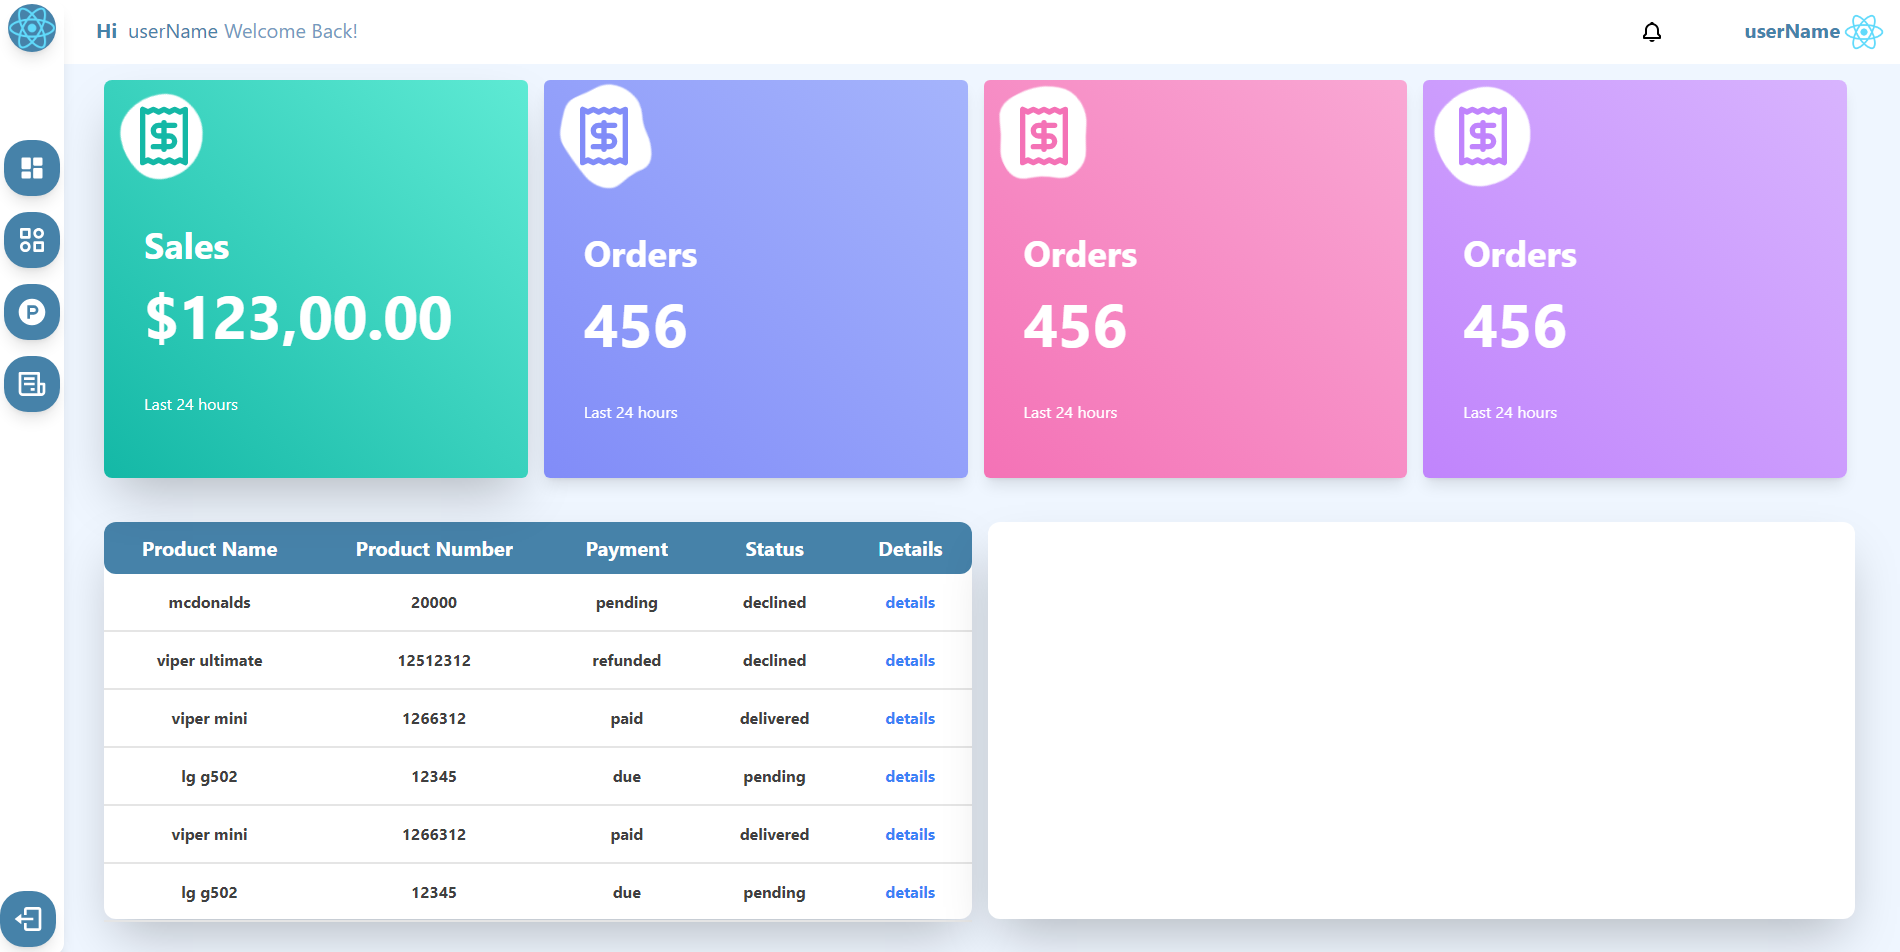 Hi userName Welcome Back!
userName
Sales
$123,00.00
Last 24 hours
Orders
456
Last 24 hours
Orders
456
Last 24 hours
Orders
456
Last 24 hours
Product Name Product Number Payment Status Details
mcdonalds 20000 pending declined details
viper ultimate 12512312 refunded declined details
viper mini 1266312 paid delivered details
lg g502 12345 due pending details
viper mini 1266312 paid delivered details
lg g502 12345 due pending details